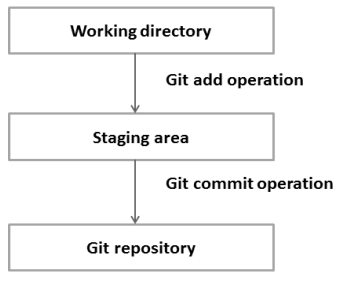 Working directory
Git add operation
Staging area
Git commit operation
Git repository